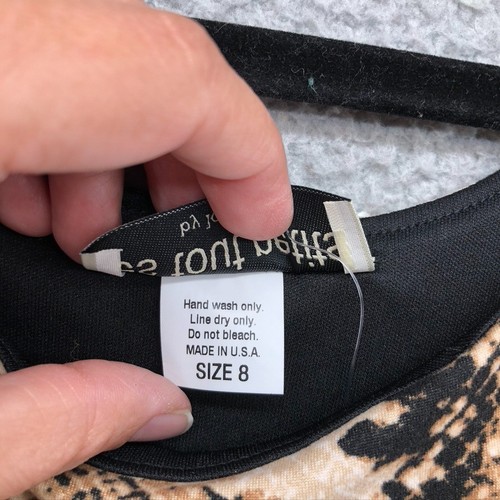 Hand wash only.
Line dry only.
Do not bleach.
MADE IN U.S.A.
SIZE 8